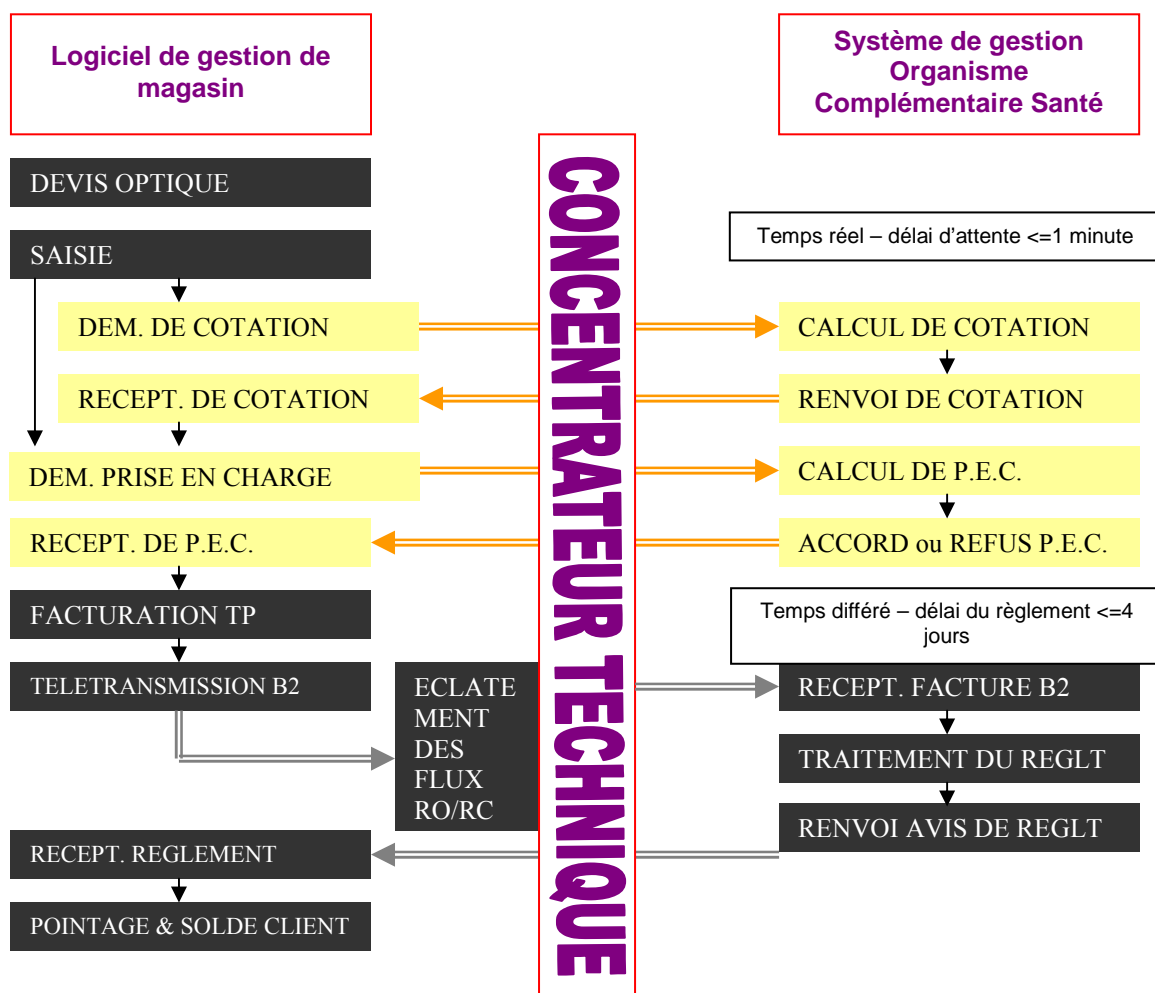 Logiciel de gestion de
magasin
Système de gestion
Organisme
Complémentaire Santé
CONCENTRATEUR TECHNIQUE
DEVIS OPTIQUE
SAISIE
Temps réel – délai d'attente <=1 minute
DEM. DE COTATION
CALCUL DE COTATION
RECEPT. DE COTATION
RENVOI DE COTATION
DEM. PRISE EN CHARGE
CALCUL DE P.E.C.
RECEPT. DE P.E.C.
ACCORD ou REFUS P.E.C.
FACTURATION TP
Temps différé – délai du règlement <=4
jours
TELETRANSMISSION B2
ECLATE
MENT
DES
FLUX
RO/RC
RECEPT. FACTURE B2
TRAITEMENT DU REGLT
RENVOI AVIS DE REGLT
RECEPT. REGLEMENT
POINTAGE & SOLDE CLIENT